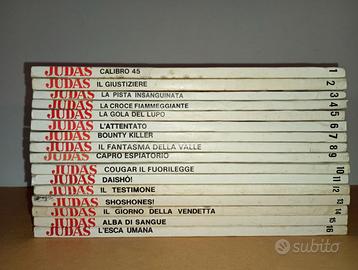 JUDAS CALIBRO 45 1
JUDAS IL GIUSTIZIERE 2
JUDAS LA PISTA INSANGUINATA 3
JUDAS LA CROCE FIAMMEGGIANTE 4
JUDAS LA GOLA DEL LUPO 5
JUDAS L'ATTENTATO 6
JUDAS BOUNTY KILLER 7
JUDAS IL FANTASMA DELLA VALLE 8
JUDAS CAPRO ESPIATORIO 9
JUDAS COUGAR IL FUORILEGGE 10
JUDAS DAISHÓ! 11
JUDAS IL TESTIMONE 12
JUDAS SHOSHONES! 13
JUDAS IL GIORNO DELLA VENDETTA 14
JUDAS ALBA DI SANGUE 15
JUDAS L'ESCA UMANA 16
subito